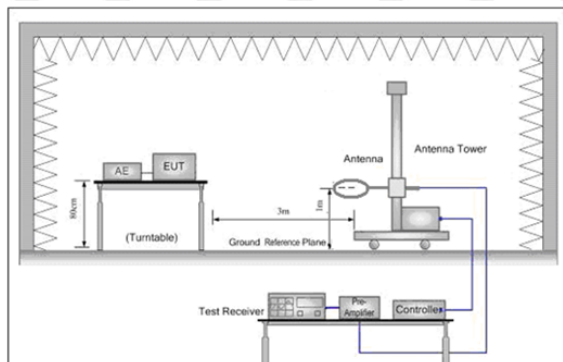 Antenna
Antenna Tower
AE
EUT
80cm
(Turntable)
3m
1m
Ground Reference Plane
Test Receiver
Pre-
Amplifier
Controller